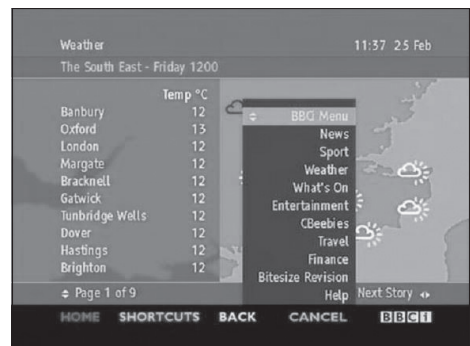 Weather 11:37 25 Feb
The South East - Friday 1200
Temp °C
Banbury 12
Oxford 13
London 12
Margate 12
Bracknell 12
Gatwick 12
Tunbridge Wells 12
Dover 12
Hastings 12
Brighton 12
Page 1 of 9
BBC Menu
News
Sport
Weather
What's On
Entertainment
CBeebies
Travel
Finance
Bitesize Revision
Help
Next Story
HOME SHORTCUTS BACK CANCEL BBCi